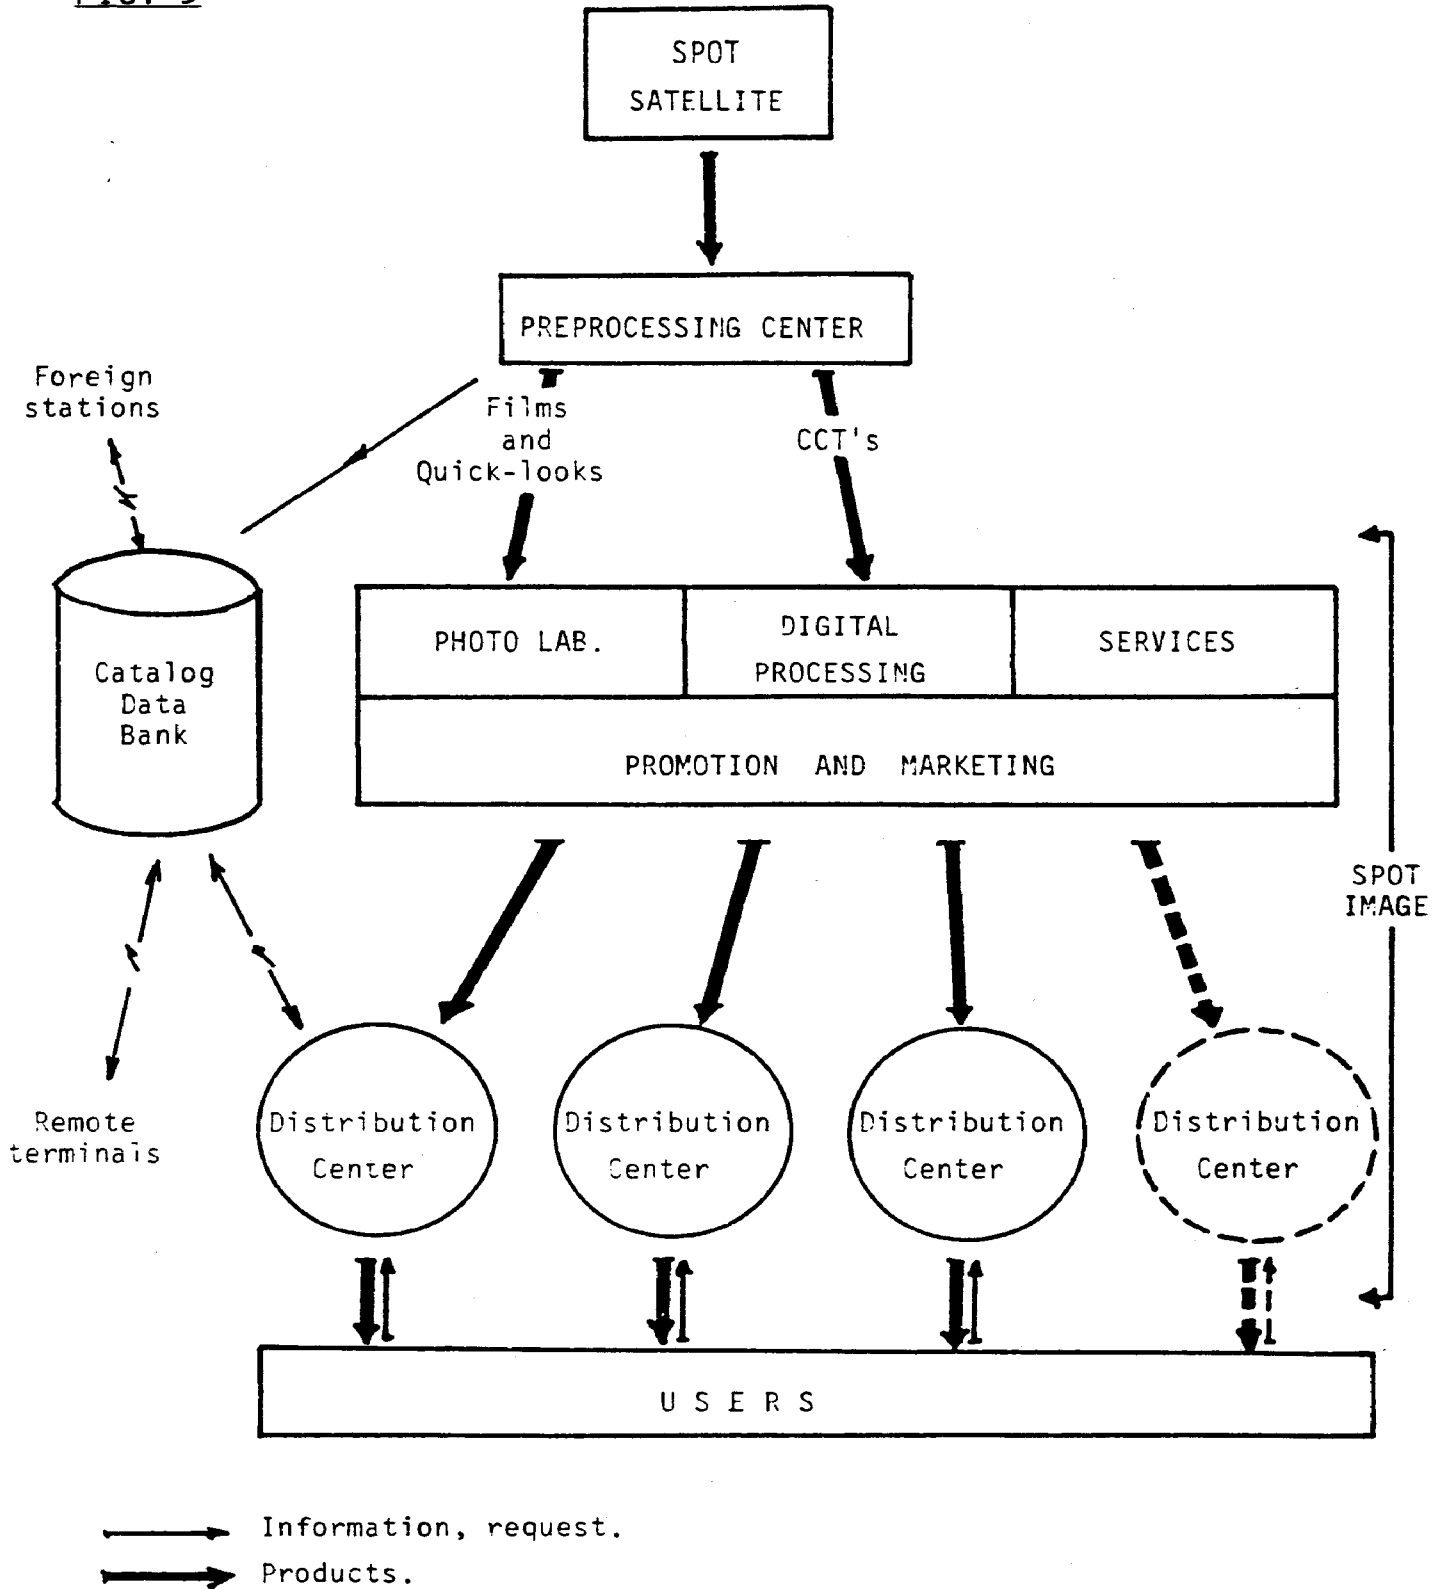 SPOT
SATELLITE
PREPROCESSING CENTER
Foreign
stations
Films
and
Quick-looks
CCT's
PHOTO LAB.
DIGITAL
PROCESSING
SERVICES
Catalog
Data
Bank
PROMOTION AND MARKETING
SPOT
IMAGE
Distribution
Center
Distribution
Center
Distribution
Center
Distribution
Center
Remote
terminals
U S E R S
Information, request.
Products.